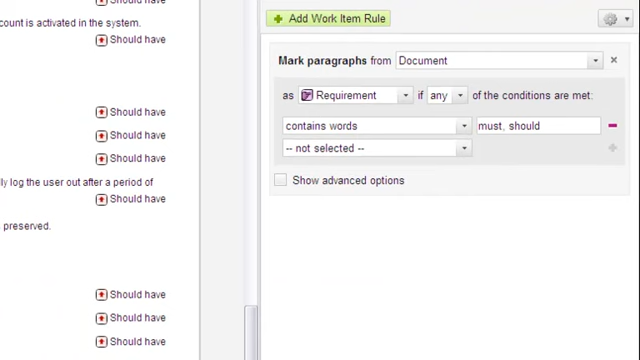 count is activated in the system.
Should have
Should have
Should have
Should have
ly log the user out after a period of
Should have
preserved.
Should have
Should have
Should have
Add Work Item Rule
Mark paragraphs from Document
as Requirement if any of the conditions are met:
contains words must, should
-- not selected --
Show advanced options